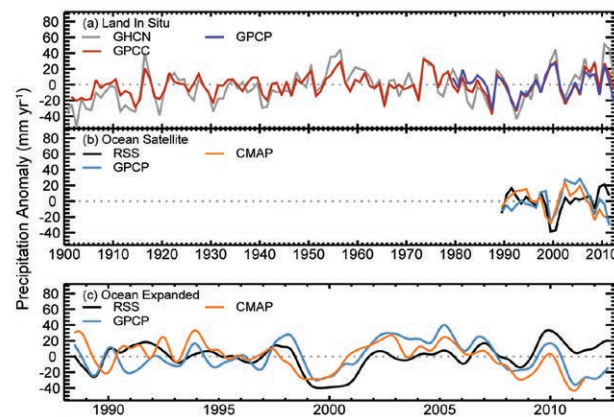 Precipitation Anomaly (mm yr⁻¹)
(a) Land In Situ
GHCN GPCP
GPCC
80
60
40
20
0
-20
-40
(b) Ocean Satellite
RSS CMAP
GPCP
80
60
40
20
0
-20
-40
1900 1910 1920 1930 1940 1950 1960 1970 1980 1990 2000 2010
(c) Ocean Expanded
RSS CMAP
GPCP
80
60
40
20
0
-20
-40
1990 1995 2000 2005 2010